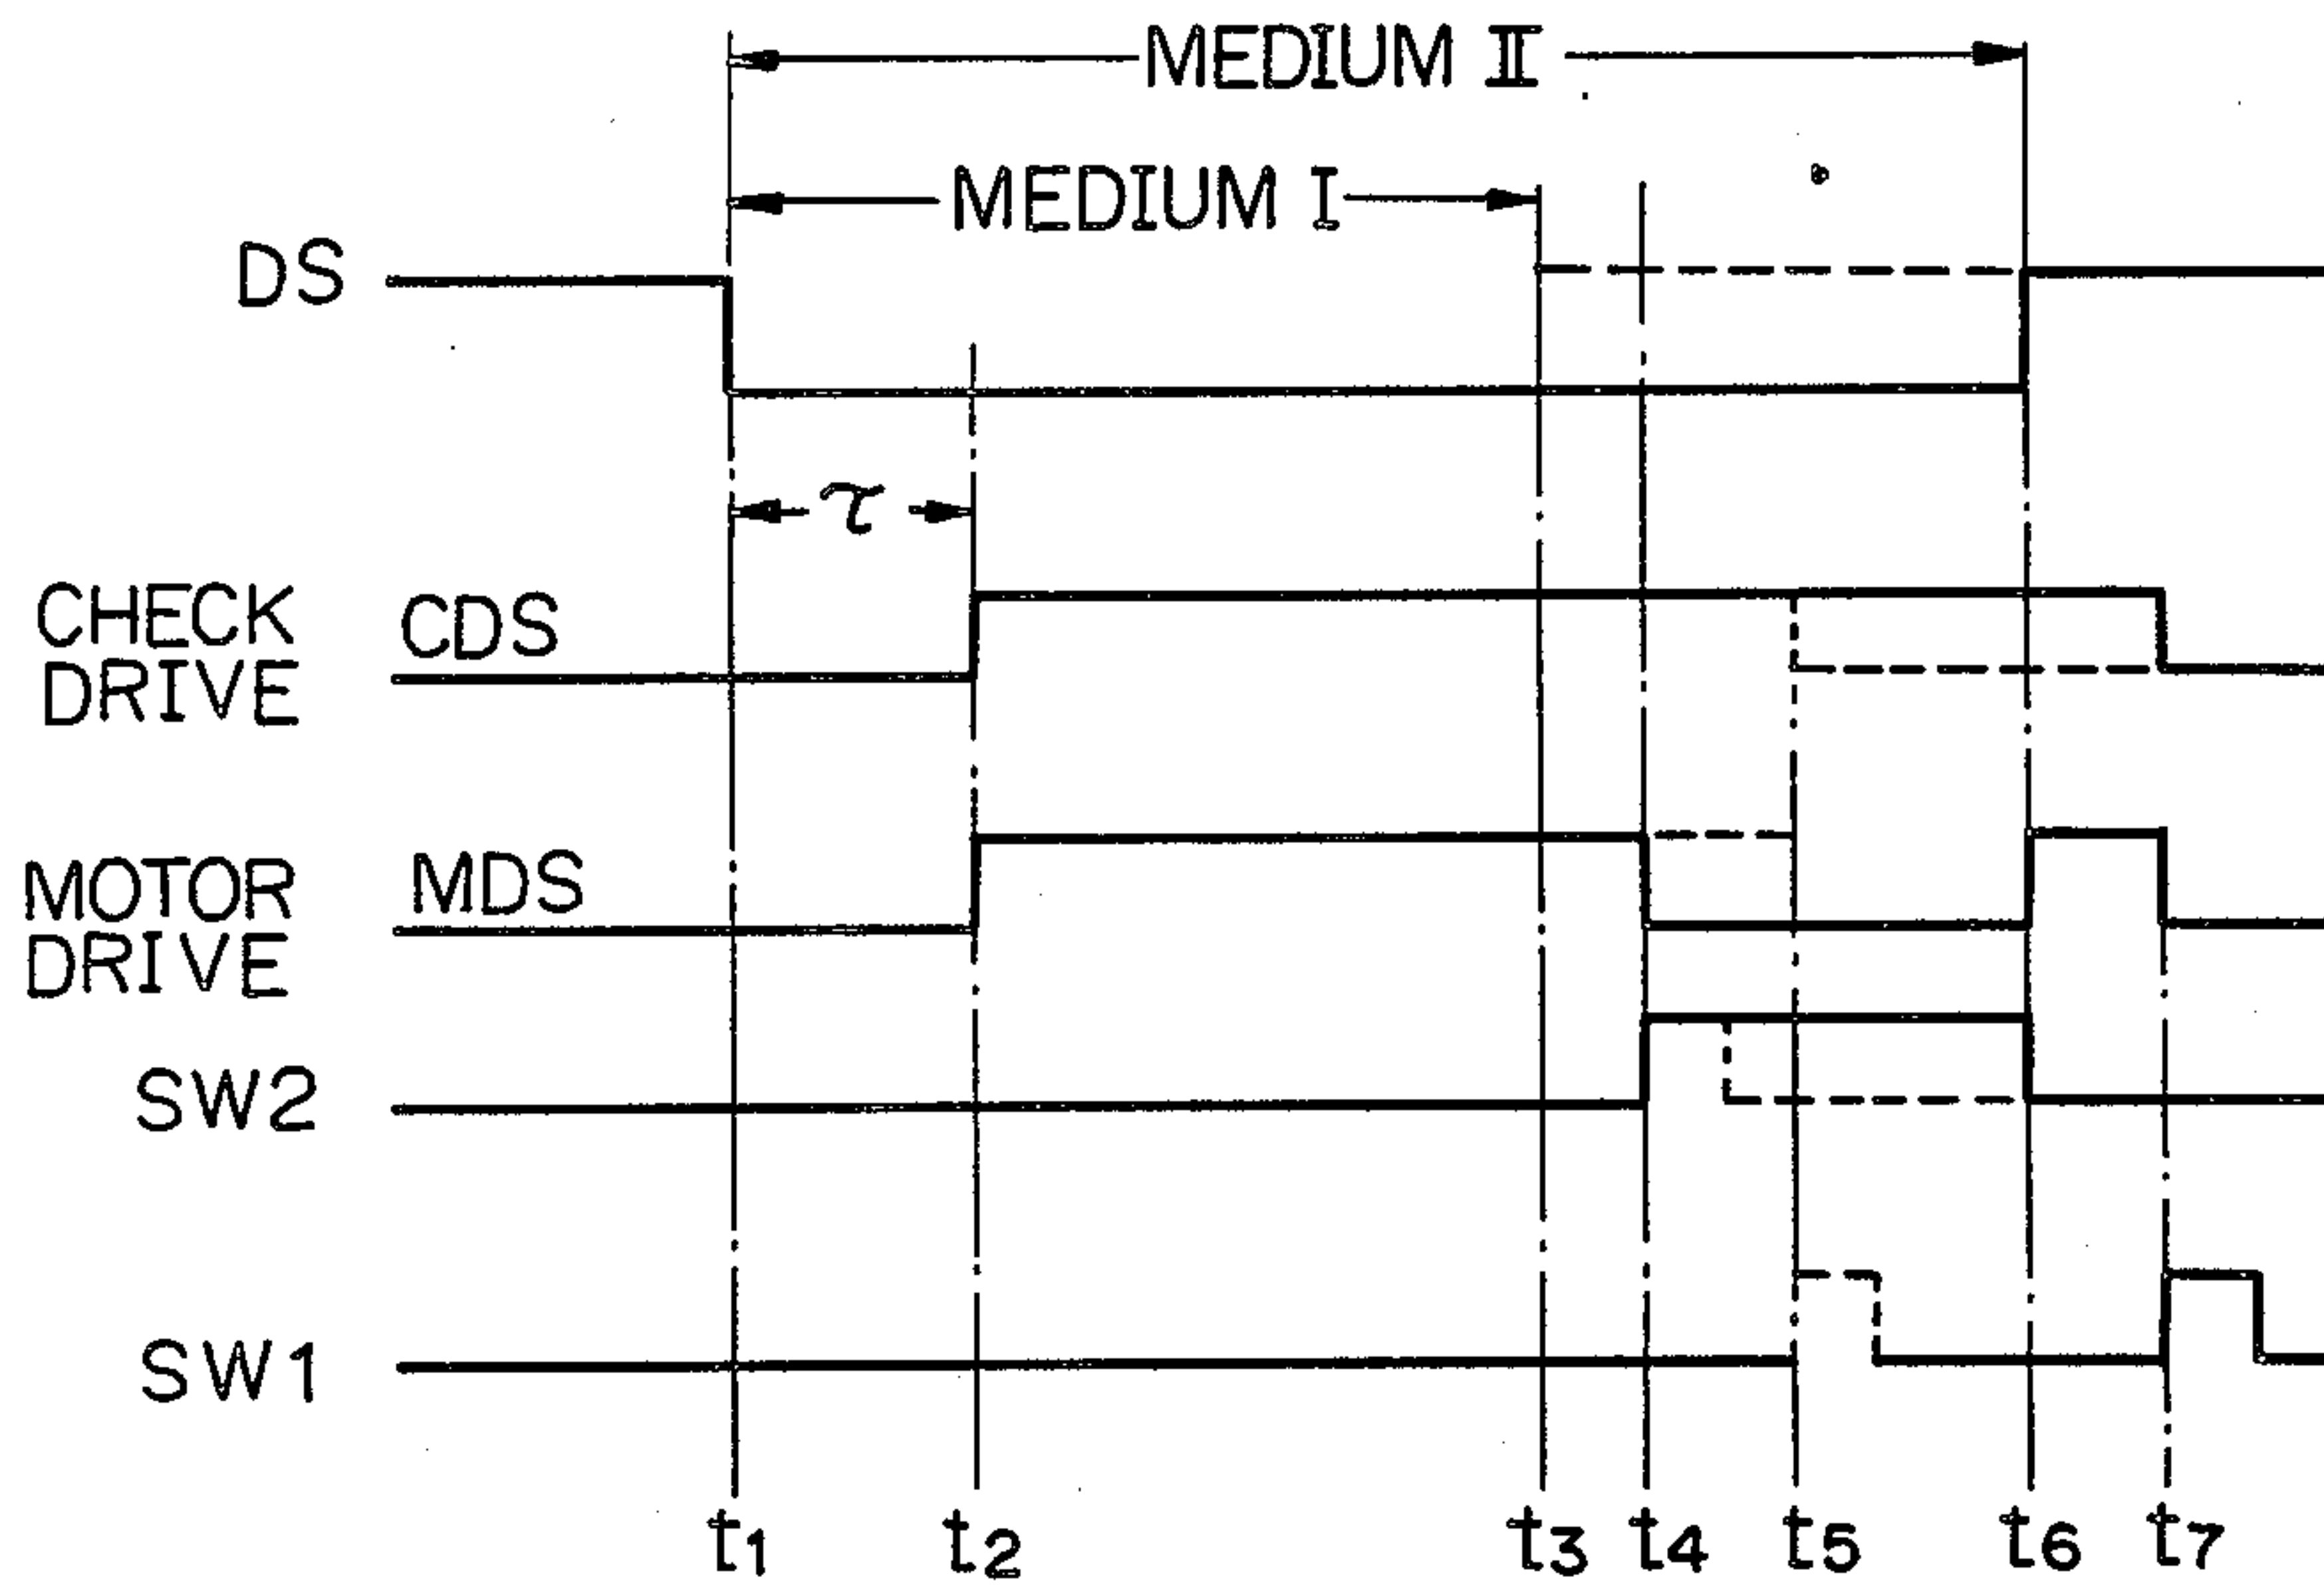 MEDIUM II
MEDIUM I
DS
τ
CHECK
DRIVE
CDS
MOTOR
DRIVE
MDS
SW2
SW1
t1 t2 t3 t4 t5 t6 t7